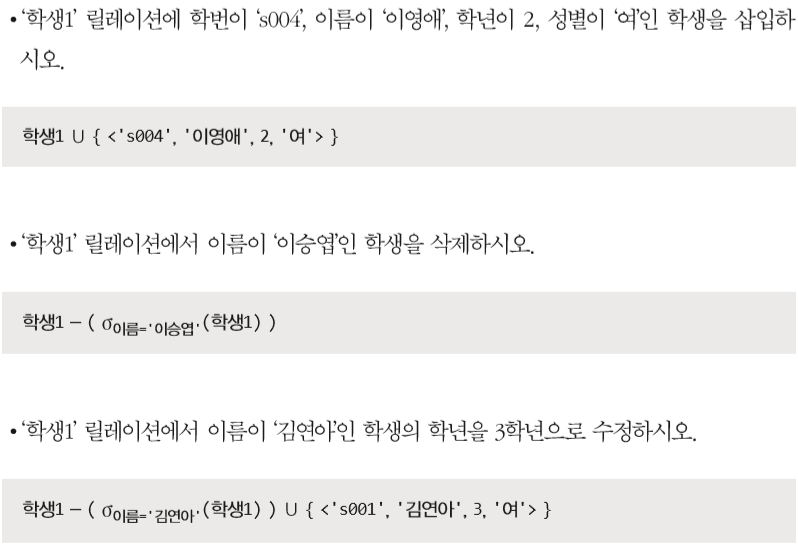 • ‘학생1’ 릴레이션에 학번이 ‘s004’, 이름이 ‘이영애’, 학년이 2, 성별이 ‘여’인 학생을 삽입하
시오.
학생1 ∪ { <'s004', '이영애', 2, '여'> }
• ‘학생1’ 릴레이션에서 이름이 ‘이승엽’인 학생을 삭제하시오.
학생1 − ( σ이름='이승엽'(학생1) )
• ‘학생1’ 릴레이션에서 이름이 ‘김연아’인 학생의 학년을 3학년으로 수정하시오.
학생1 − ( σ이름='김연아'(학생1) ) ∪ { <'s001', '김연아', 3, '여'> }